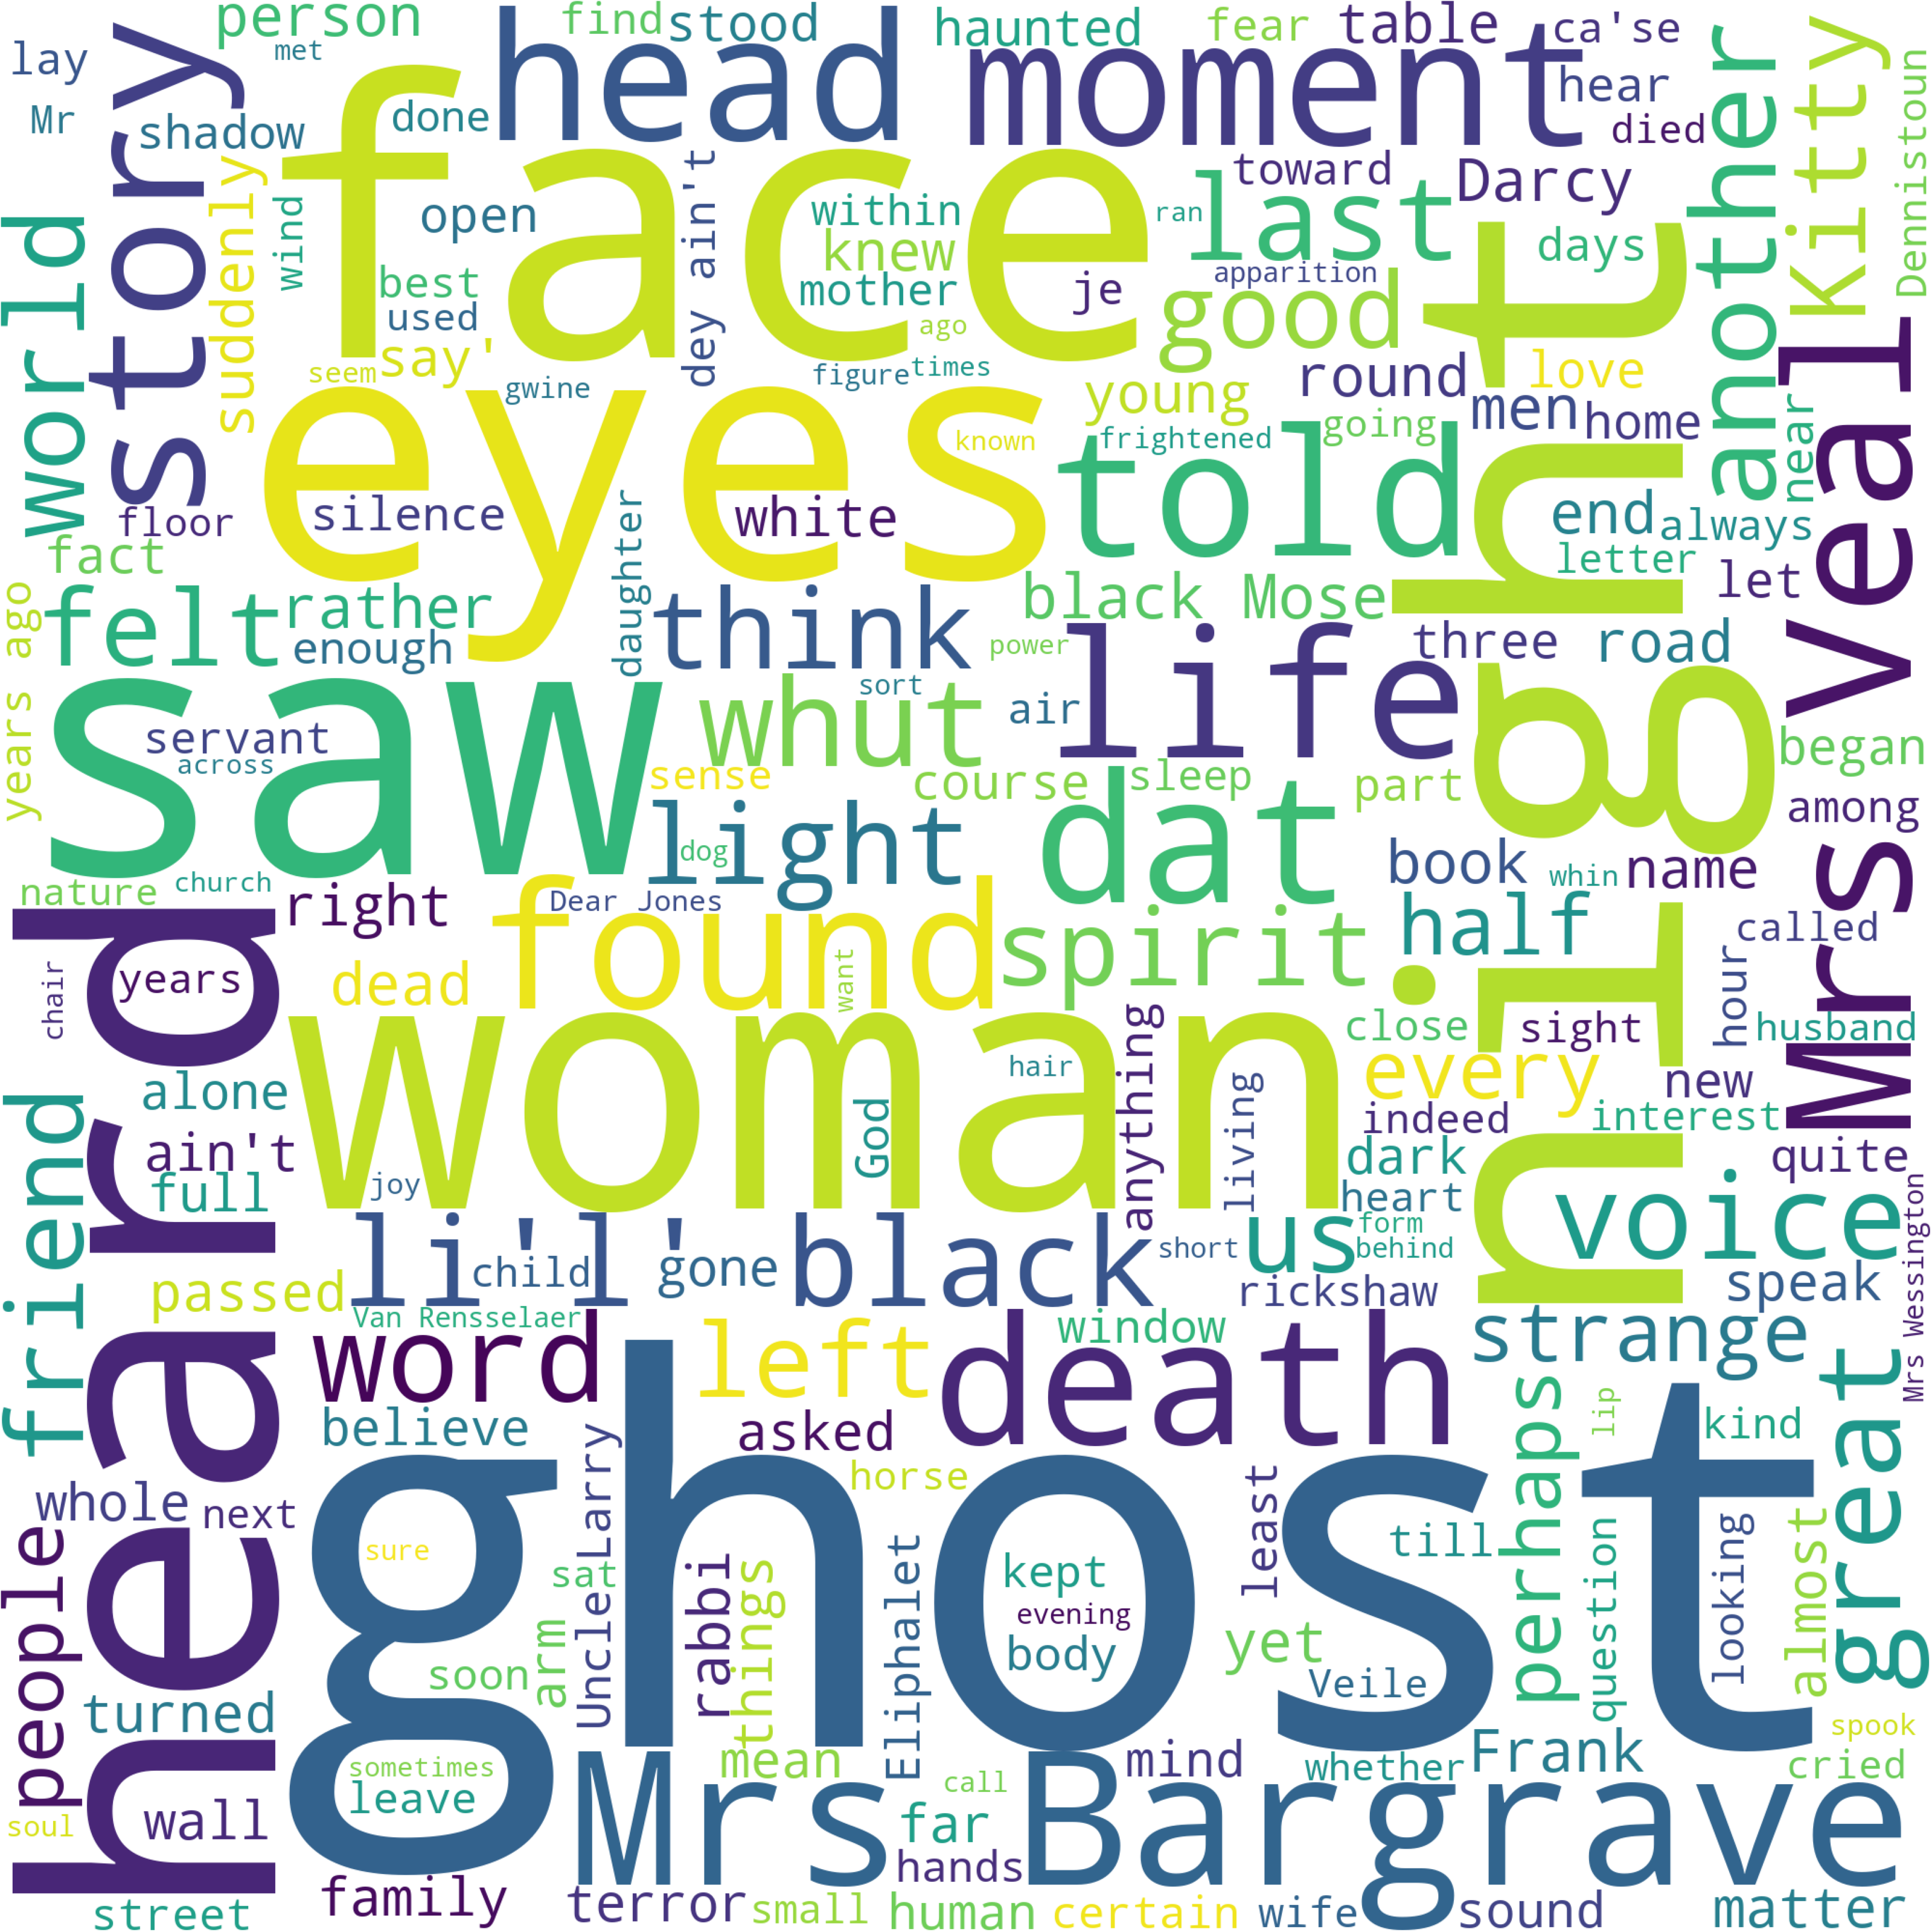 person
find
stood
haunted
fear
table
ca'se
lay
met
head
moment
another
Kitty
Mr
shadow
story
done
hear
died
Dennistoun
face
dey ain't
toward
Darcy
last
world
suddenly
wind
open
within
knew
ran
days
best
mother
je
apparition
good
used
ago
say'
seem
gwine
figure
times
round
love
young
men
home
near
eyes
known
frightened
going
told
night
Mrs veal
silence
white
floor
daughter
end
always
fact
letter
let
years ago
felt
rather
enough
think
black Mose
power
life
three
road
saw
whut
sort
air
servant
across
sense
course
sleep
part
began
among
light
dat
dog
book
whin
name
nature
church
right
Dear Jones
found
spirit
half
called
heard
years
chair
dead
want
anything
close
sight
hour
husband
woman
hair
every
new
alone
God
living
indeed
interest
friend
ain't
full
joy
dark
heart
quite
voice
li'l'
child
gone
black
short
us
form
behind
Mrs Wessington
passed
Van Rensselaer
rickshaw
speak
word
left
window
death
strange
great
believe
asked
perhaps
lip
kind
Uncle Larry
horse
least
whole
next
people
ghost
sure
sat
rabbi
things
Eliphalet
kept
evening
body
till
question
looking
almost
soon
arm
yet
Veile
turned
mean
mind
whether
Frank
spook
cried
sometimes
leave
call
Mrs Bargrave
soul
wall
far
hands
street
family
terror
small
human
certain
wife
sound
matter